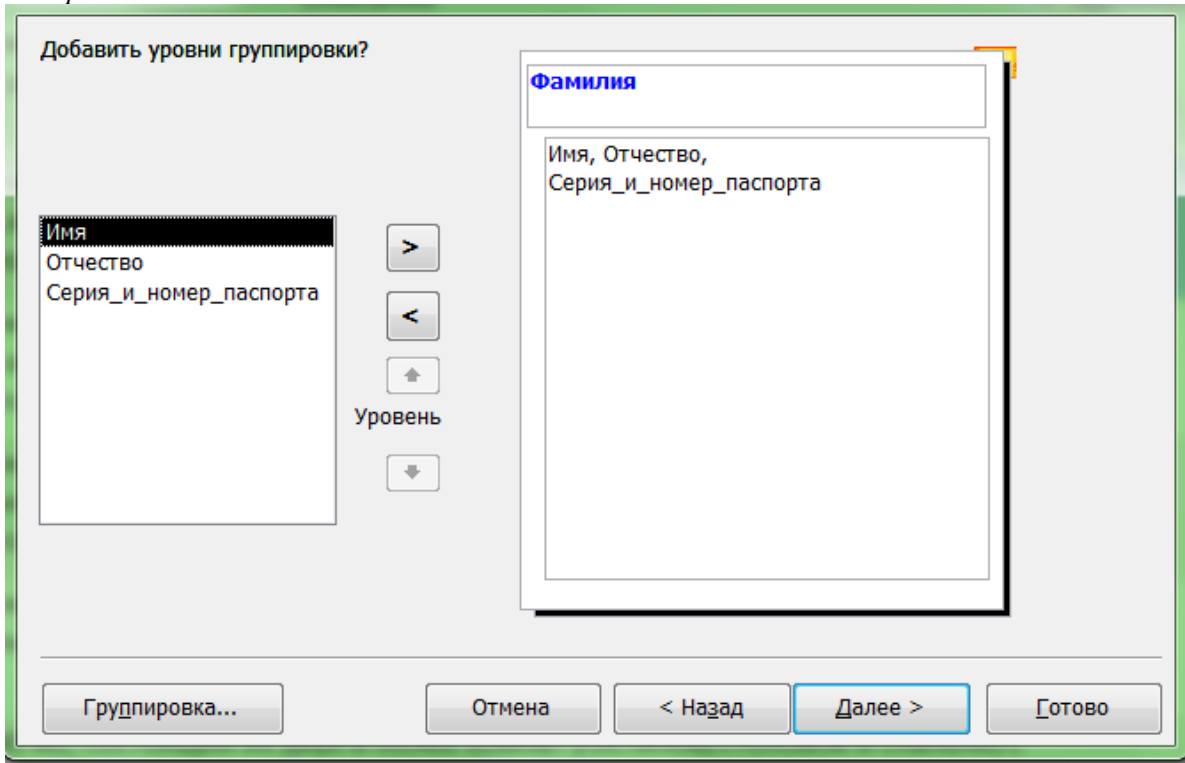 Добавить уровни группировки?
Фамилия
Имя, Отчество,
Серия_и_номер_паспорта
Имя
Отчество
Серия_и_номер_паспорта
>
<
Уровень
Группировка...
Отмена
< Назад
Далее >
Готово